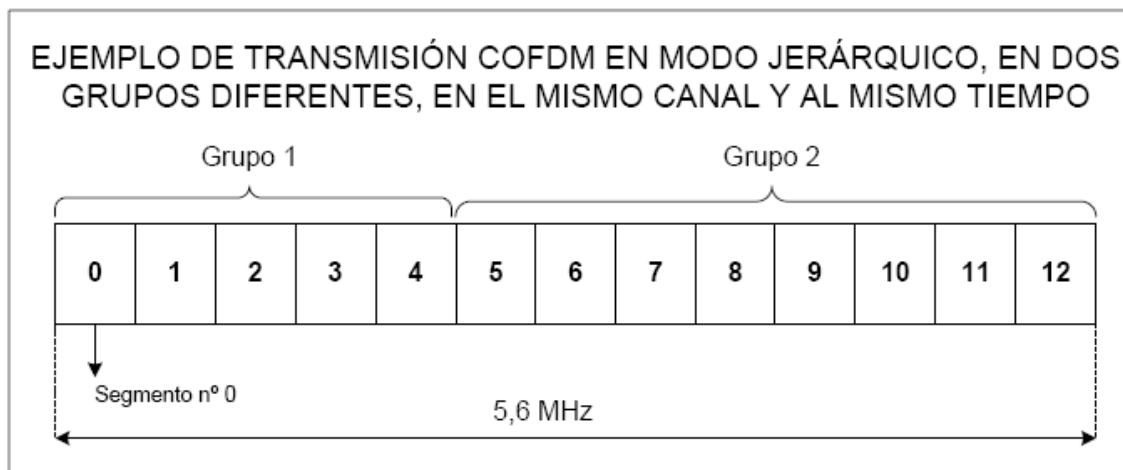 EJEMPLO DE TRANSMISIÓN COFDM EN MODO JERÁRQUICO, EN DOS
GRUPOS DIFERENTES, EN EL MISMO CANAL Y AL MISMO TIEMPO
Grupo 1 Grupo 2
0 1 2 3 4 5 6 7 8 9 10 11 12
Segmento nº 0
5,6 MHz